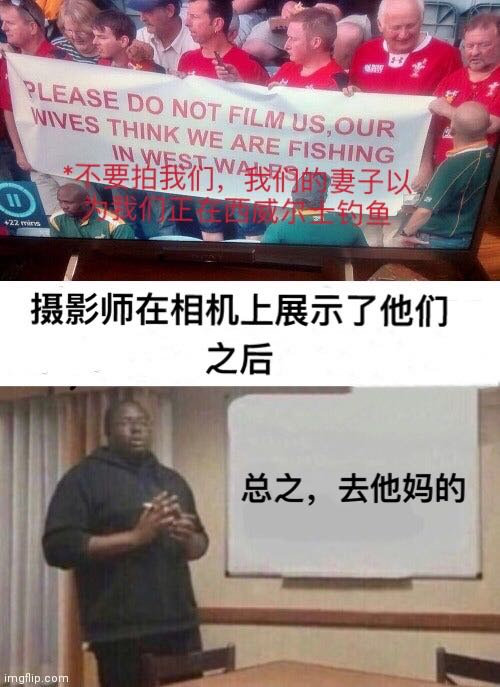 PLEASE DO NOT FILM US,OUR
WIVES THINK WE ARE FISHING
IN WEST WALES
*不要拍我们，我们的妻子以
为我们正在西威尔士钓鱼
+22 mins
摄影师在相机上展示了他们
之后
总之，去他妈的
imgflip.com